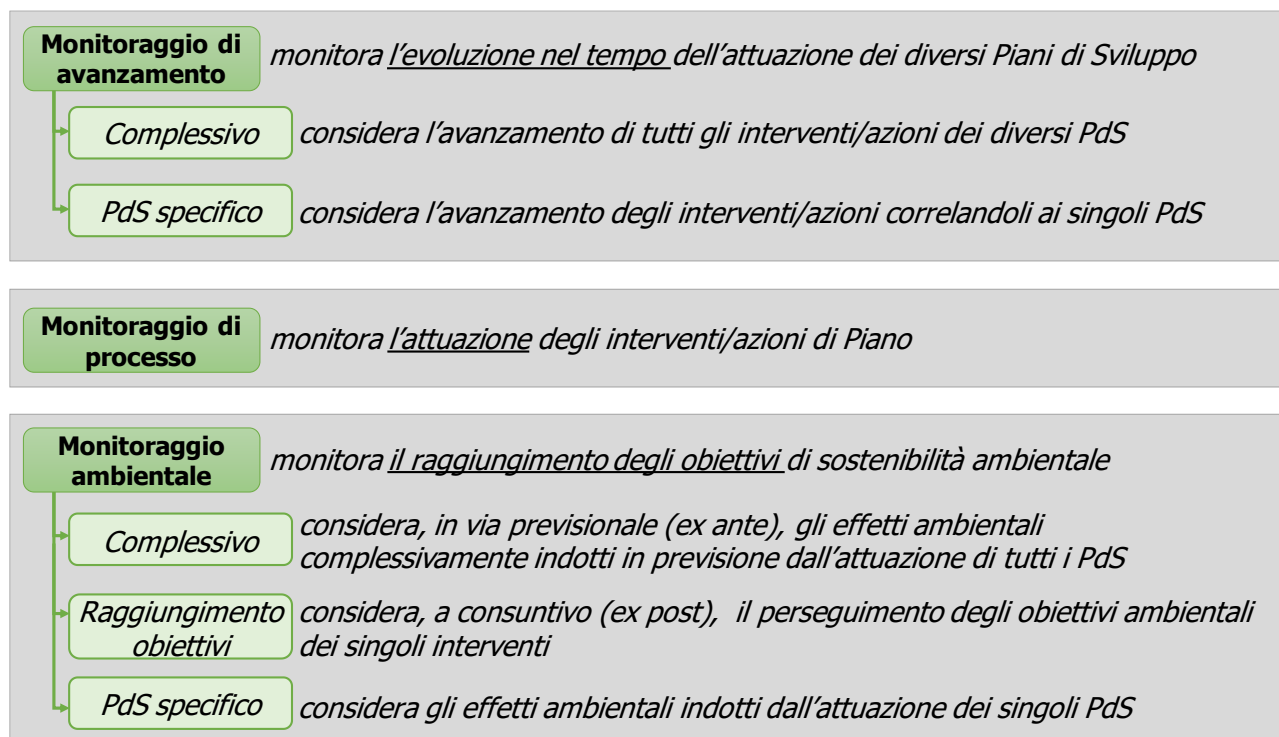 Monitoraggio di
avanzamento
monitora l'evoluzione nel tempo dell'attuazione dei diversi Piani di Sviluppo
Complessivo
considera l'avanzamento di tutti gli interventi/azioni dei diversi PdS
PdS specifico
considera l'avanzamento degli interventi/azioni correlandoli ai singoli PdS
Monitoraggio di
processo
monitora l'attuazione degli interventi/azioni di Piano
Monitoraggio
ambientale
monitora il raggiungimento degli obiettivi di sostenibilità ambientale
Complessivo
considera, in via previsionale (ex ante), gli effetti ambientali
complessivamente indotti in previsione dall'attuazione di tutti i PdS
Raggiungimento
obiettivi
considera, a consuntivo (ex post), il perseguimento degli obiettivi ambientali
dei singoli interventi
PdS specifico
considera gli effetti ambientali indotti dall'attuazione dei singoli PdS